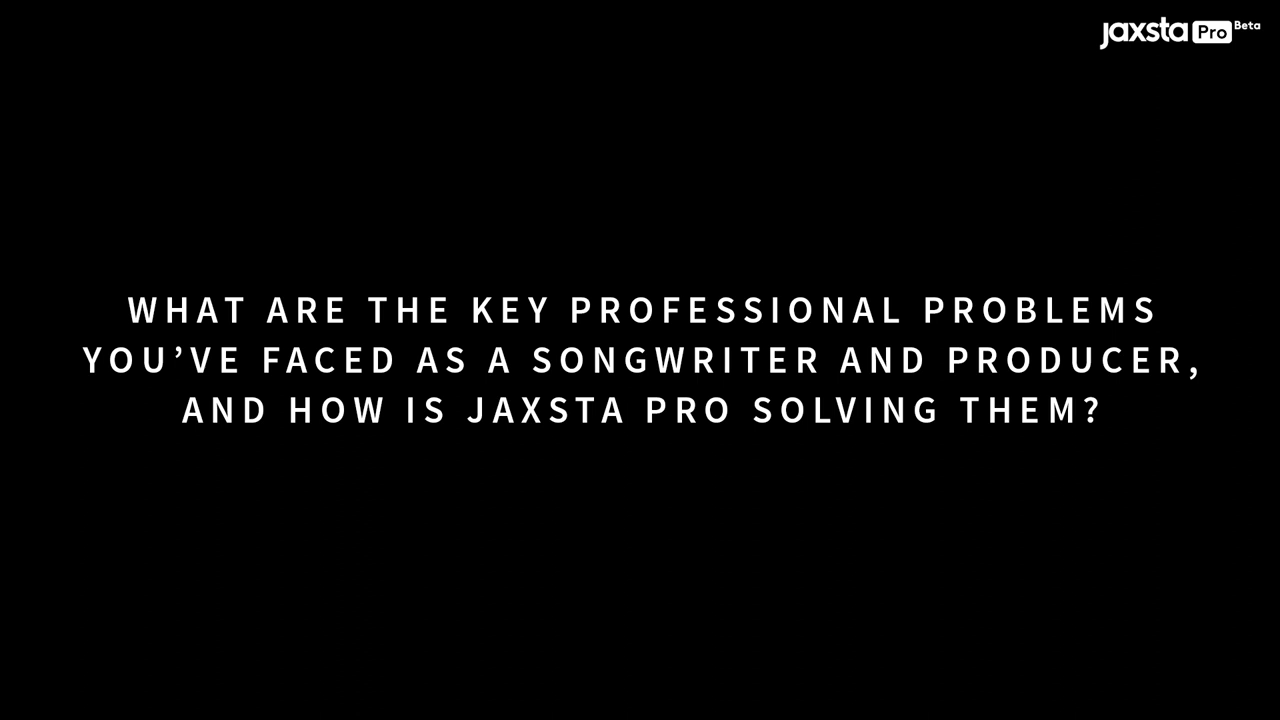 jaxsta Pro Beta
WHAT ARE THE KEY PROFESSIONAL PROBLEMS
YOU’VE FACED AS A SONGWRITER AND PRODUCER,
AND HOW IS JAXSTA PRO SOLVING THEM?